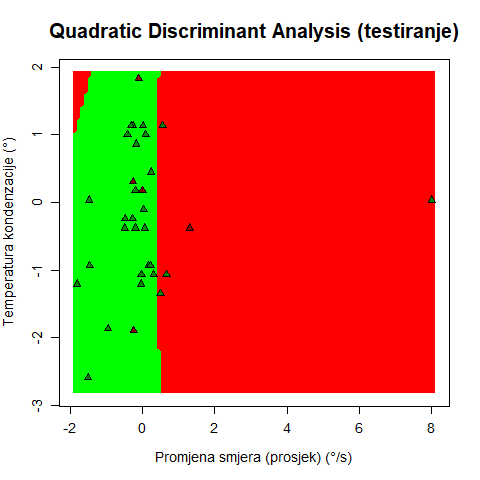 Quadratic Discriminant Analysis (testiranje)
Temperatura kondenzacije (°)
2
1
0
-1
-2
-3
-2 0 2 4 6 8
Promjena smjera (prosjek) (°/s)